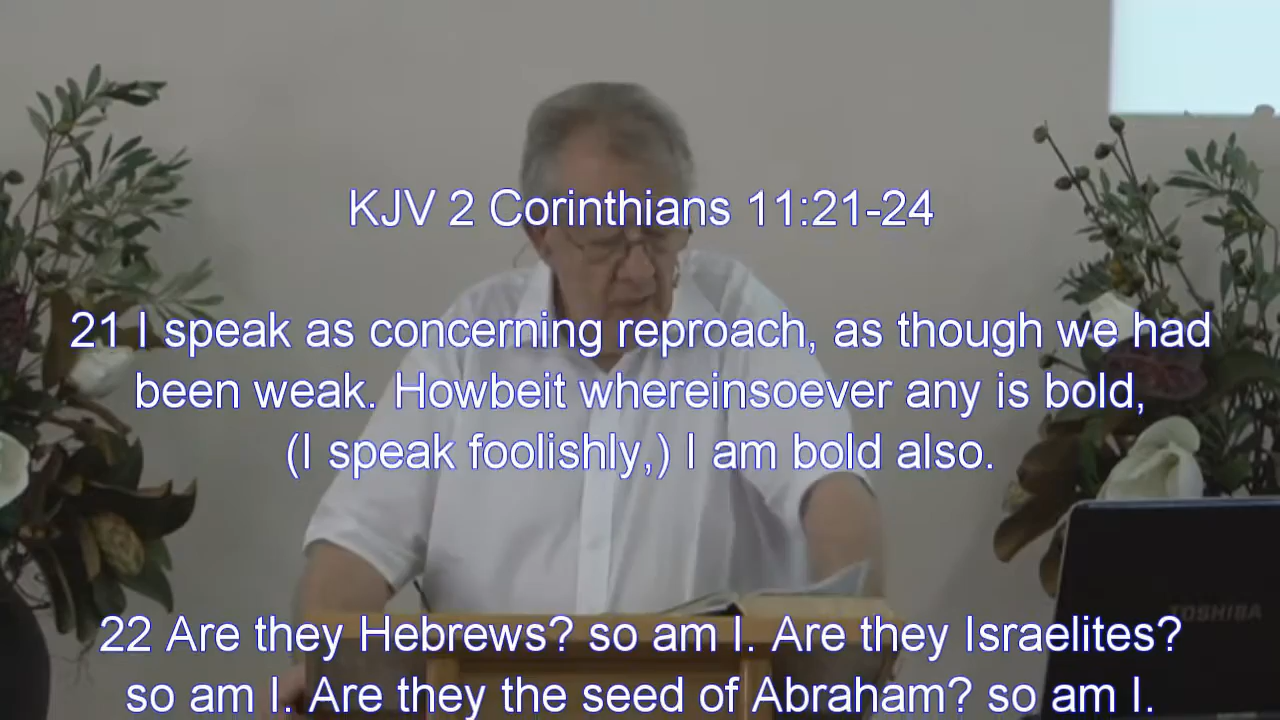 KJV 2 Corinthians 11:21-24
21 I speak as concerning reproach, as though we had
been weak. Howbeit whereinsoever any is bold,
(I speak foolishly,) I am bold also.
TOSHIBA
22 Are they Hebrews? so am I. Are they Israelites?
so am I. Are they the seed of Abraham? so am I.